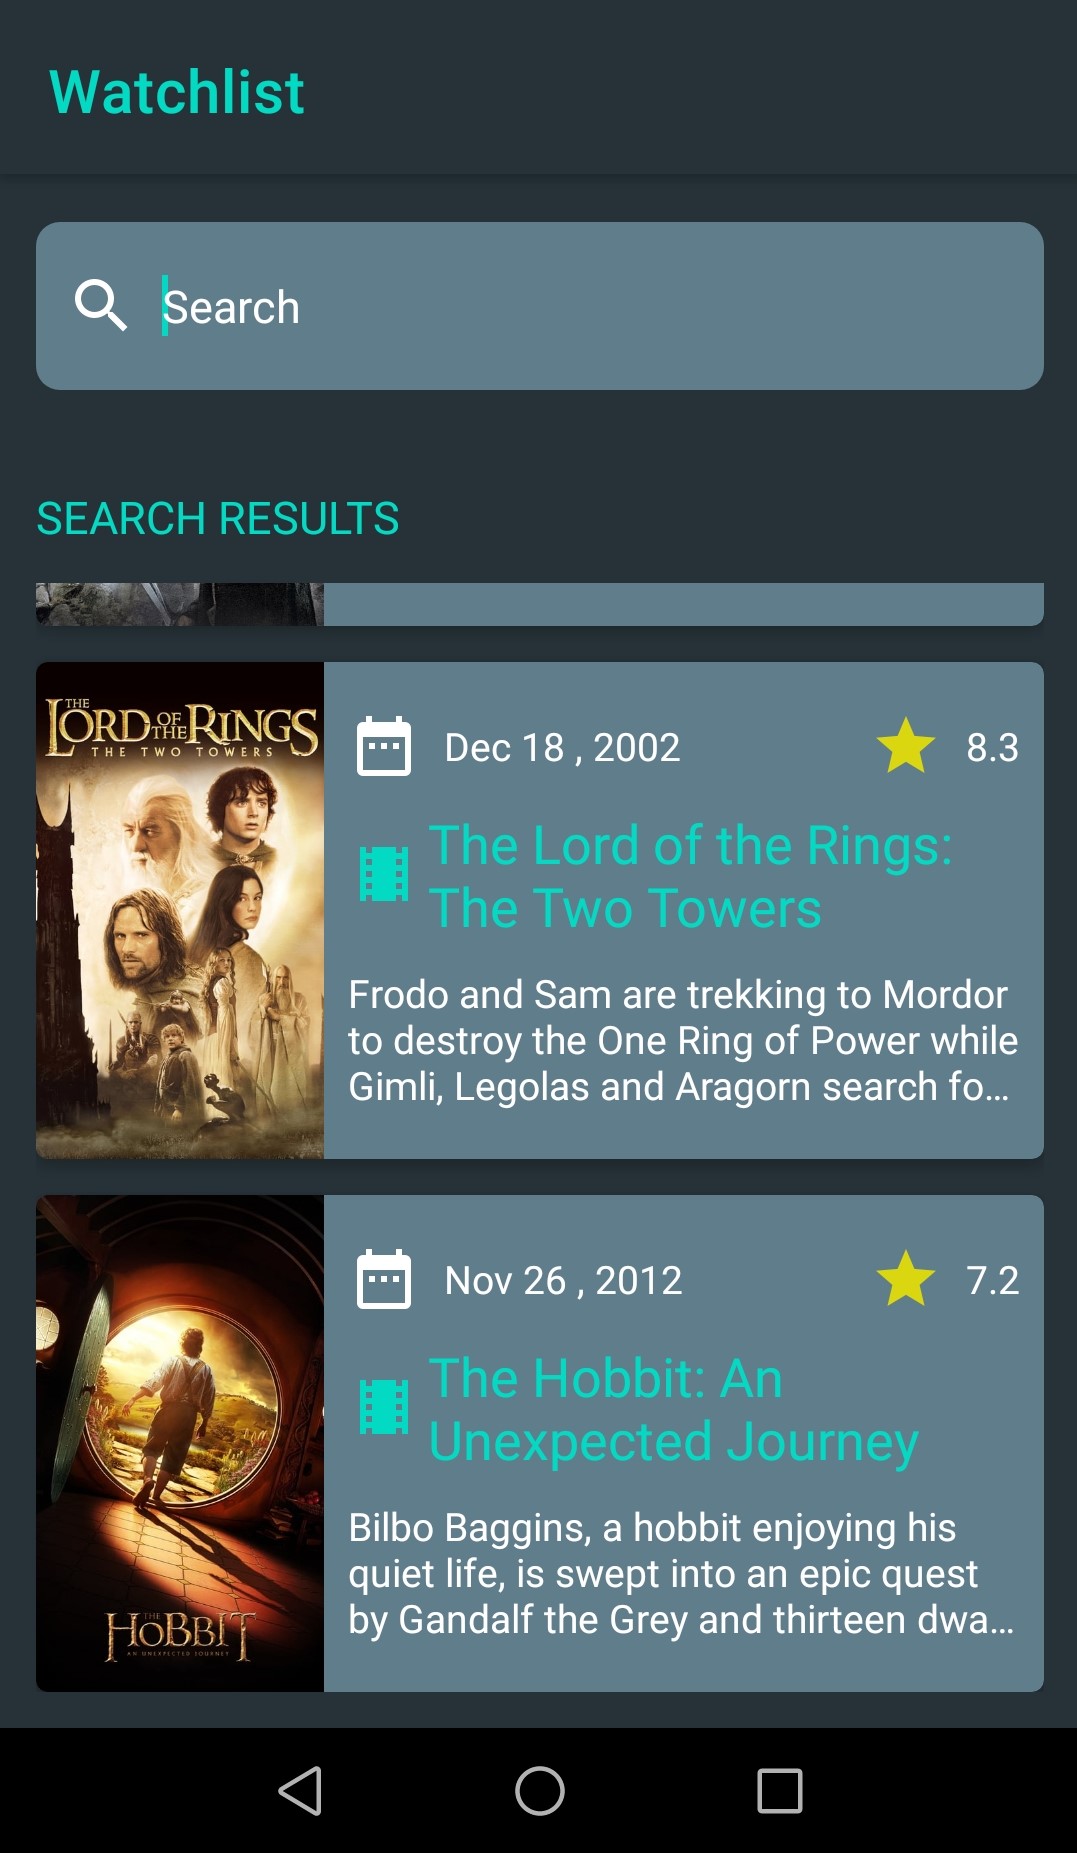 Watchlist
Search
SEARCH RESULTS
THE
LORD OF THE RINGS
THE TWO TOWERS
Dec 18 , 2002
8.3
The Lord of the Rings:
The Two Towers
Frodo and Sam are trekking to Mordor
to destroy the One Ring of Power while
Gimli, Legolas and Aragorn search fo…
Nov 26 , 2012
7.2
The Hobbit: An
Unexpected Journey
Bilbo Baggins, a hobbit enjoying his
quiet life, is swept into an epic quest
by Gandalf the Grey and thirteen dwa…
THE
HOBBIT
AN UNEXPECTED JOURNEY